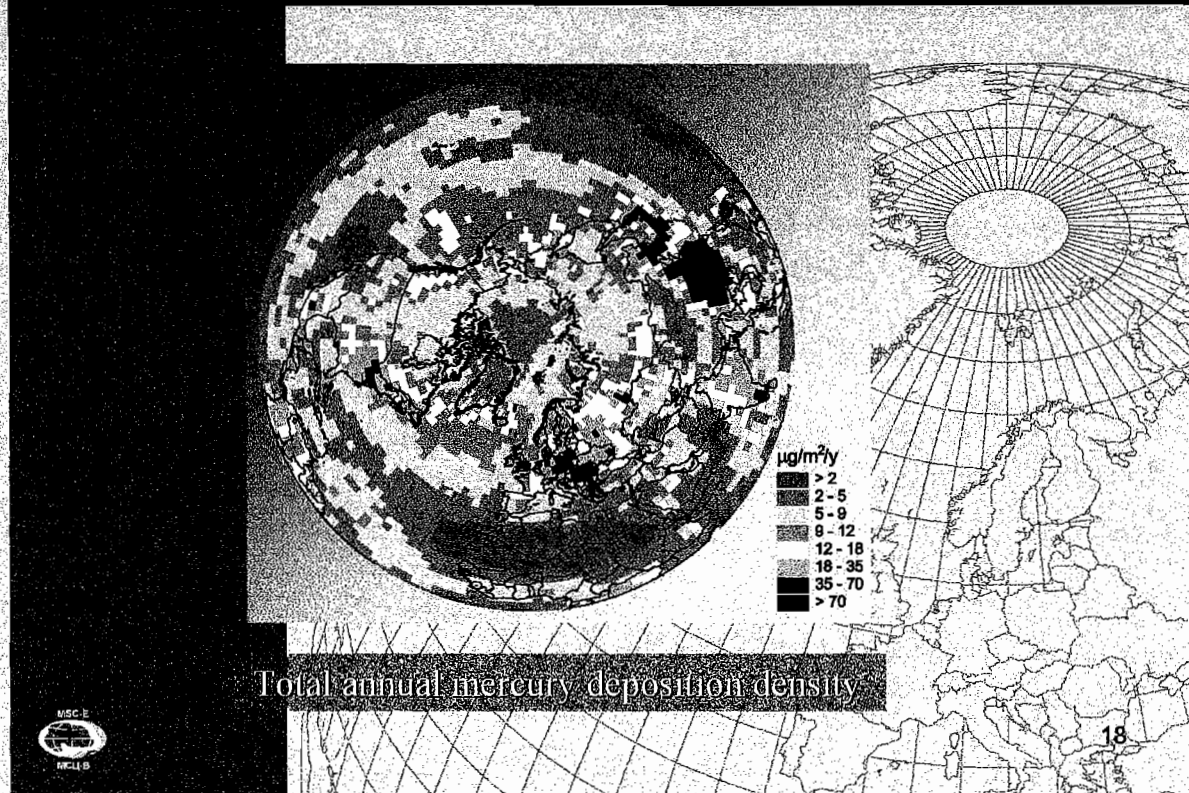 µg/m²/y
> 2
2 - 5
5 - 9
9 - 12
12 - 18
18 - 35
35 - 70
> 70
Total annual mercury deposition density
MSC-E
МСЦ-В
18